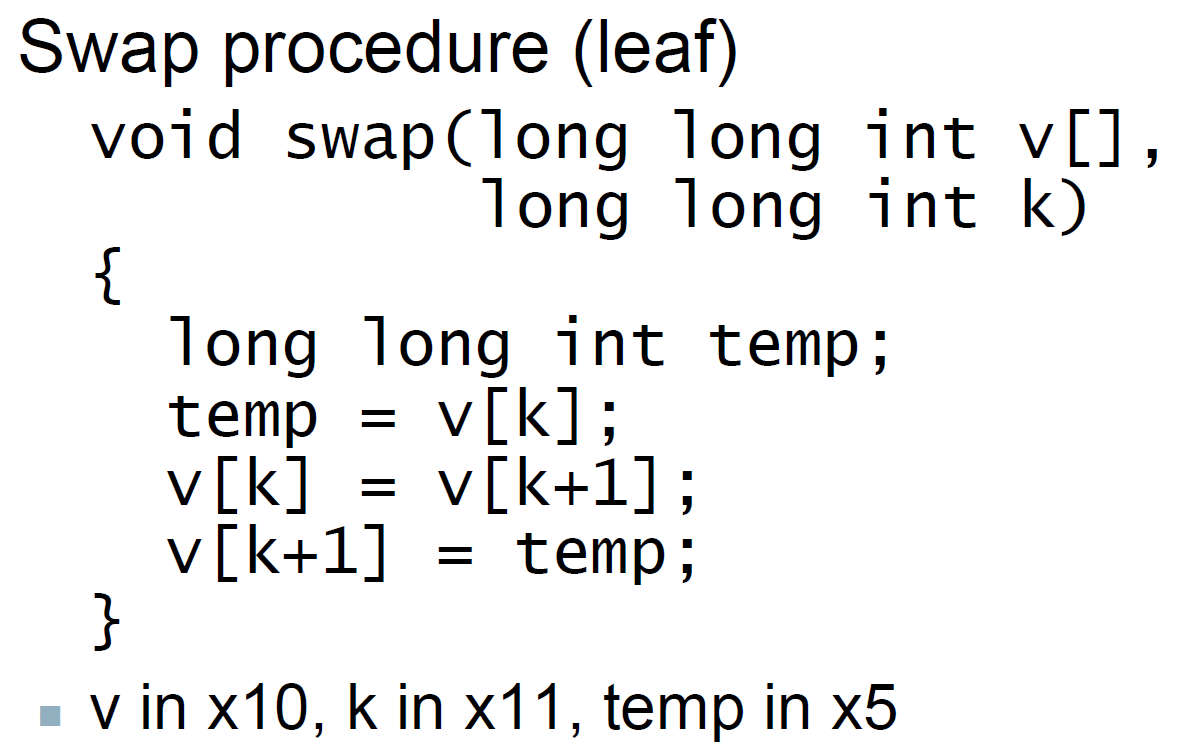 Swap procedure (leaf)
void swap(long long int v[],
long long int k)
{
long long int temp;
temp = v[k];
v[k] = v[k+1];
v[k+1] = temp;
}
v in x10, k in x11, temp in x5